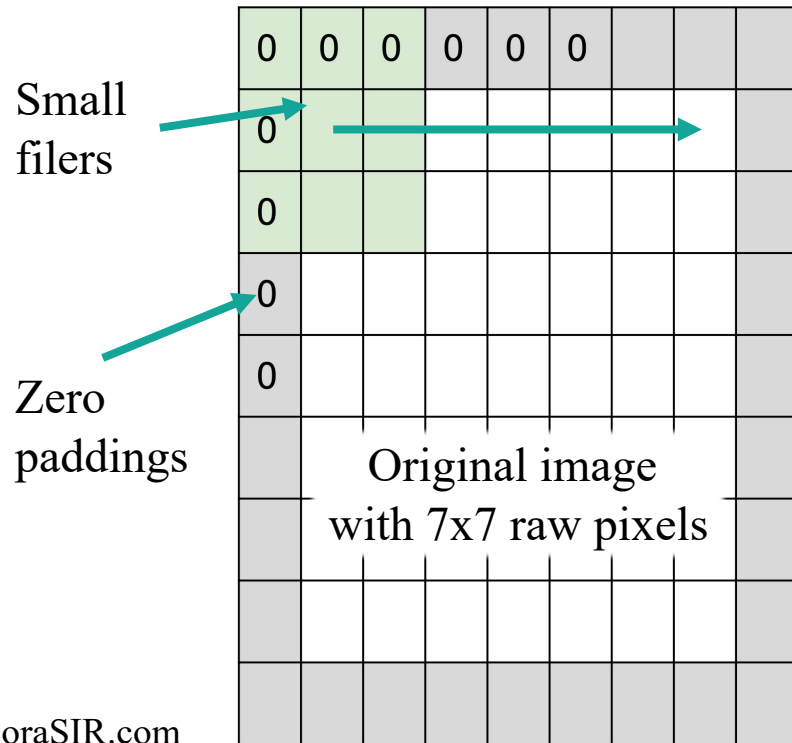 0 0 0 0 0 0
Small
filers
0
0
0
0
Zero
paddings
Original image
with 7x7 raw pixels
oraSIR.com